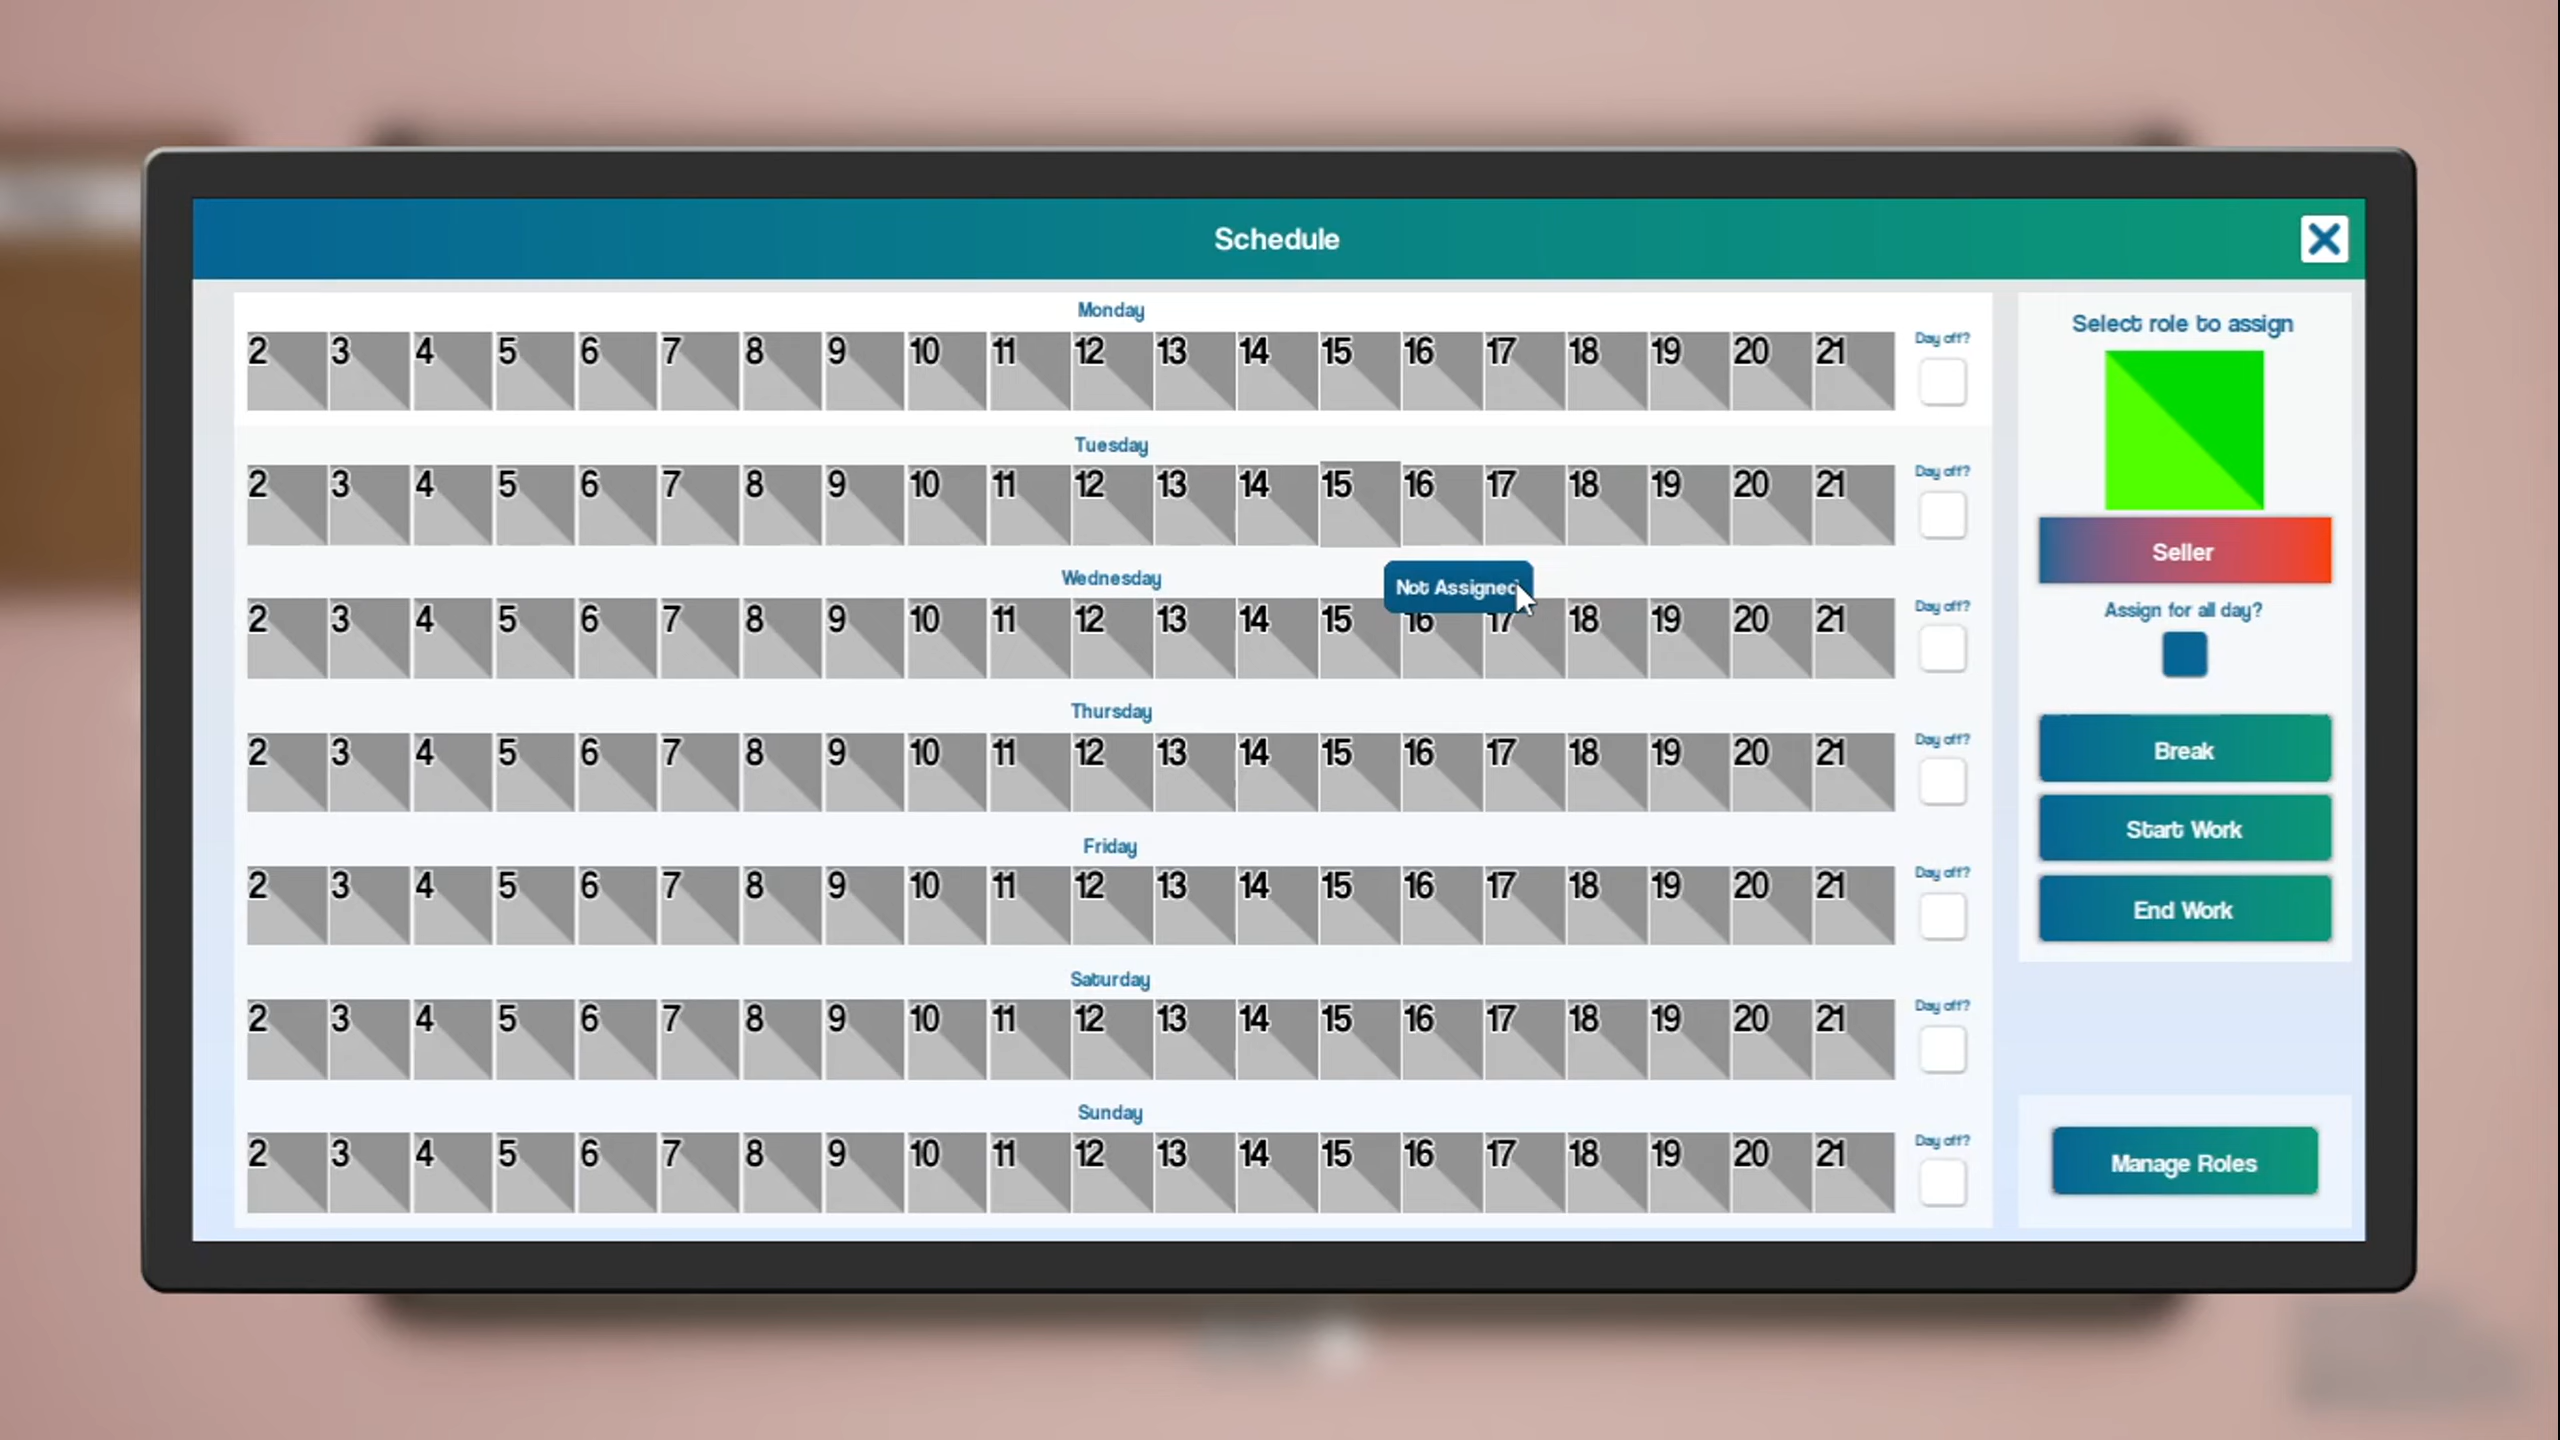 Schedule
Monday
2 3 4 5 6 7 8 9 10 11 12 13 14 15 16 17 18 19 20 21
Day off?
Tuesday
2 3 4 5 6 7 8 9 10 11 12 13 14 15 16 17 18 19 20 21
Day off?
Not Assigned
Wednesday
2 3 4 5 6 7 8 9 10 11 12 13 14 15 16 17 18 19 20 21
Day off?
Thursday
2 3 4 5 6 7 8 9 10 11 12 13 14 15 16 17 18 19 20 21
Day off?
Friday
2 3 4 5 6 7 8 9 10 11 12 13 14 15 16 17 18 19 20 21
Day off?
Saturday
2 3 4 5 6 7 8 9 10 11 12 13 14 15 16 17 18 19 20 21
Day off?
Sunday
2 3 4 5 6 7 8 9 10 11 12 13 14 15 16 17 18 19 20 21
Day off?
Select role to assign
Seller
Assign for all day?
Break
Start Work
End Work
Manage Roles